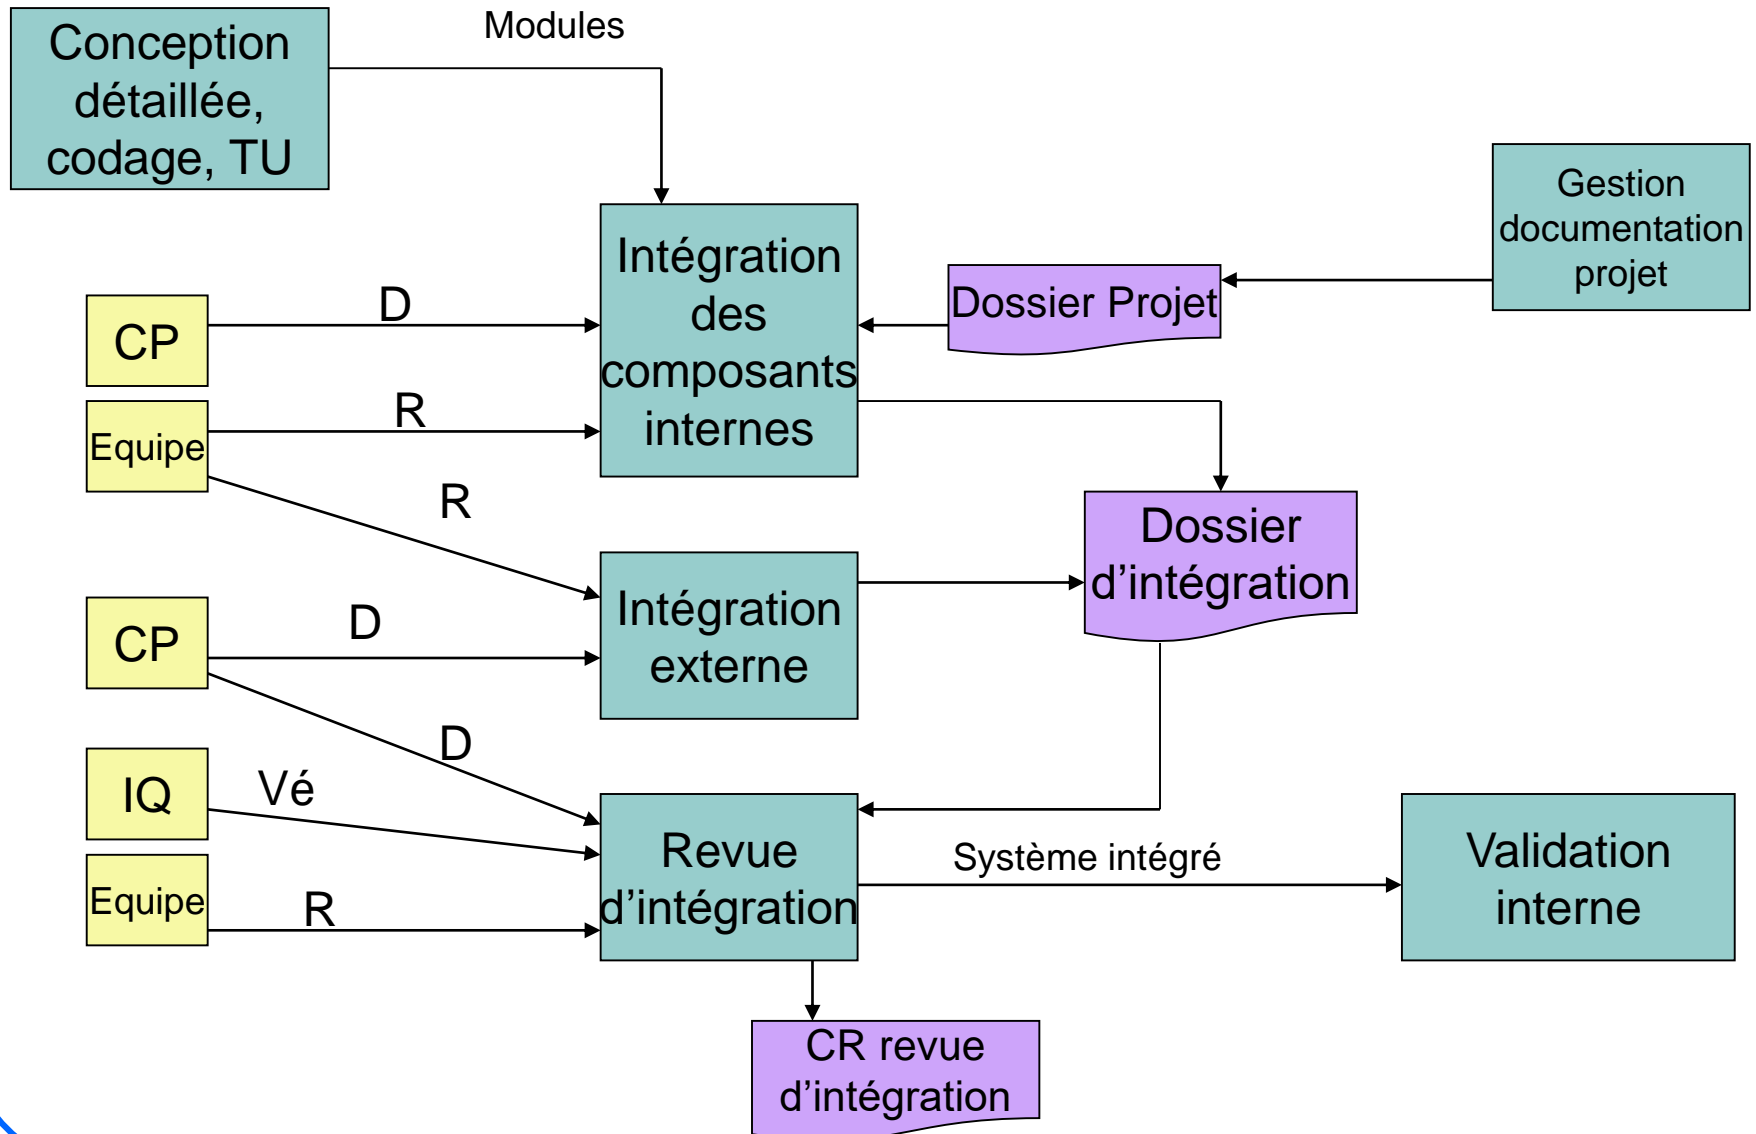 Modules
Conception
détaillée,
codage, TU
Gestion
documentation
projet
Intégration
des
composants
internes
Dossier Projet
CP
D
Equipe
R
R
Dossier
d’intégration
Intégration
externe
CP
D
D
IQ
Vé
Equipe
R
Revue
d’intégration
Système intégré
Validation
interne
CR revue
d’intégration